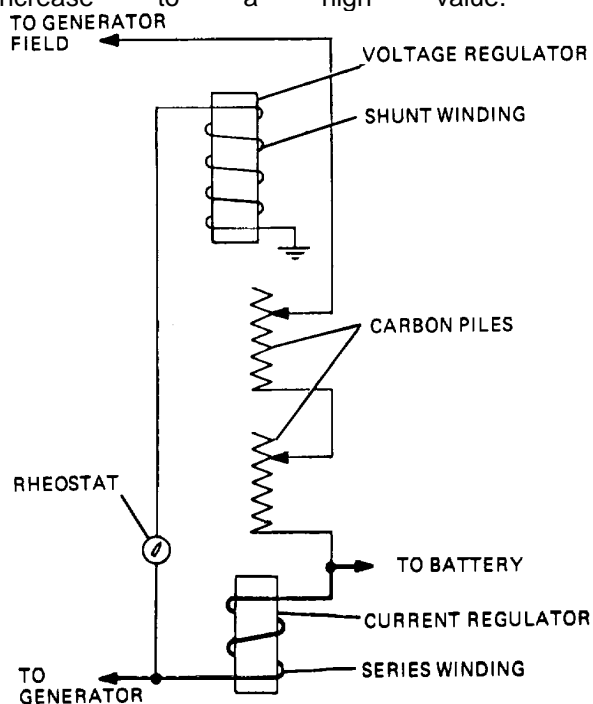 increase to a high value.
TO GENERATOR
FIELD
VOLTAGE REGULATOR
SHUNT WINDING
CARBON PILES
RHEOSTAT
TO BATTERY
CURRENT REGULATOR
SERIES WINDING
TO
GENERATOR